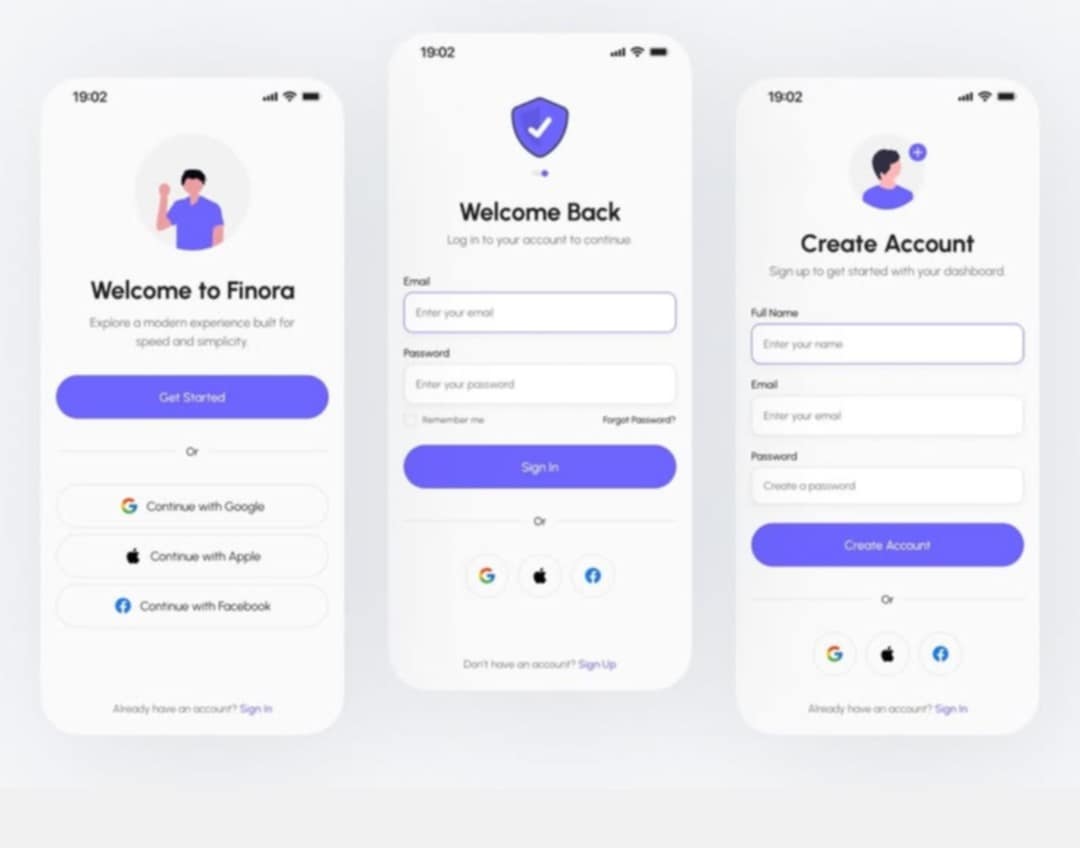 19:02
Welcome to Finora
Explore a modern experience built for
speed and simplicity.
Get Started
Or
Continue with Google
Continue with Apple
Continue with Facebook
Already have an account? Sign In
19:02
Welcome Back
Log in to your account to continue
Email
Enter your email
Password
Enter your password
Remember me
Forgot Password?
Sign In
Or
Don't have an account? Sign Up
19:02
Create Account
Sign up to get started with your dashboard.
Full Name
Enter your name
Email
Enter your email
Password
Create a password
Create Account
Or
Already have an account? Sign In